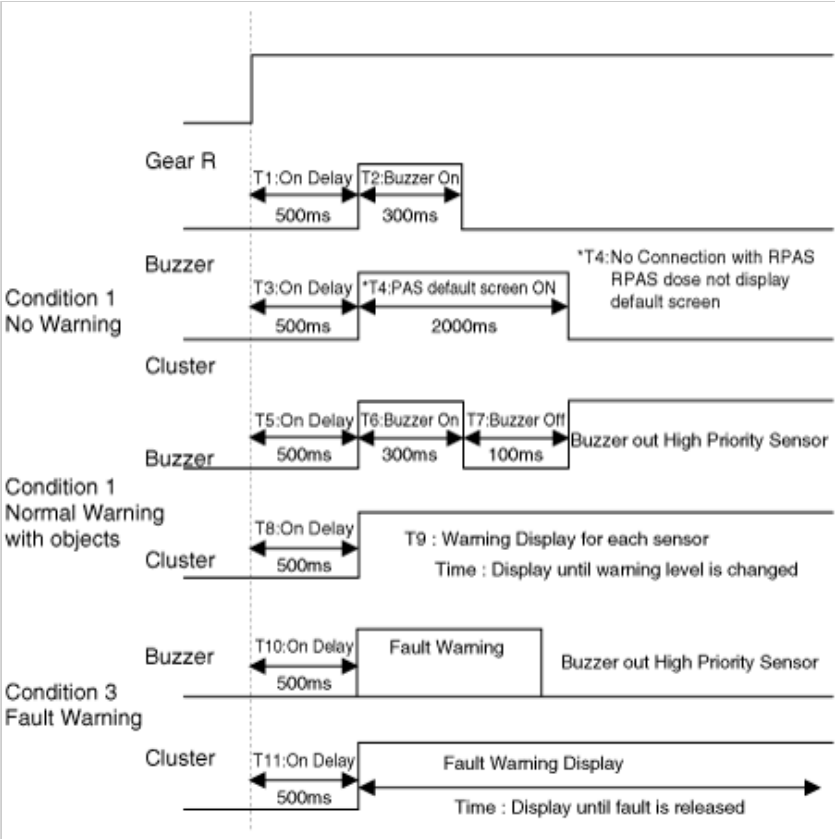 Gear R
T1:On Delay
T2:Buzzer On
500ms
300ms
Buzzer
*T4:No Connection with RPAS
RPAS dose not display
default screen
Condition 1
No Warning
T3:On Delay
*T4:PAS default screen ON
500ms
2000ms
Cluster
T5:On Delay
T6:Buzzer On
T7:Buzzer Off
500ms
300ms
100ms
Buzzer out High Priority Sensor
Buzzer
Condition 1
Normal Warning
with objects
T8:On Delay
500ms
T9 : Warning Display for each sensor
Time : Display until warning level is changed
Cluster
T10:On Delay
500ms
Fault Warning
Buzzer out High Priority Sensor
Buzzer
Condition 3
Fault Warning
Cluster
T11:On Delay
500ms
Fault Warning Display
Time : Display until fault is released